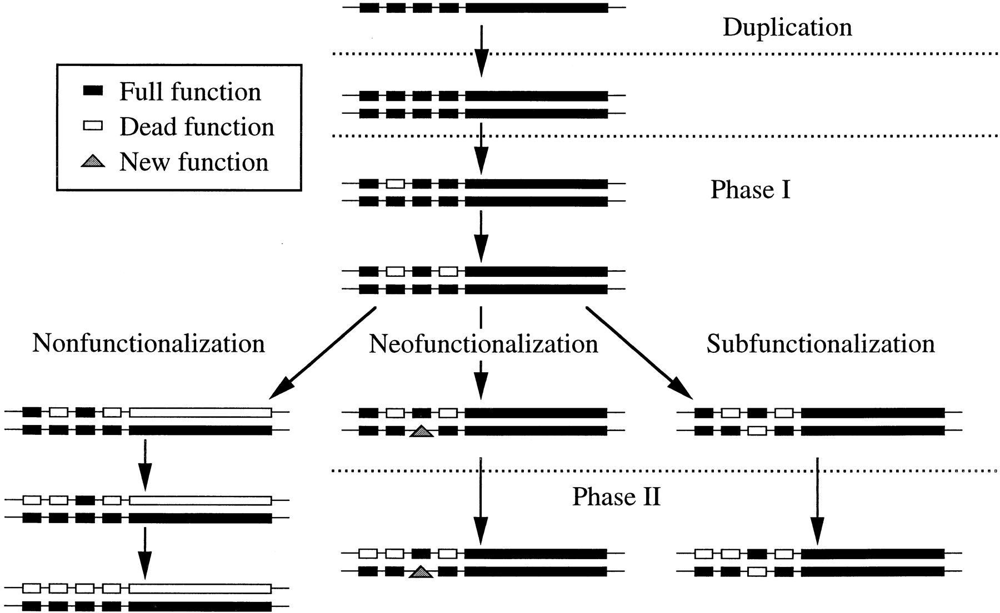 Duplication
Full function
Dead function
New function
Phase I
Nonfunctionalization
Neofunctionalization
Subfunctionalization
Phase II